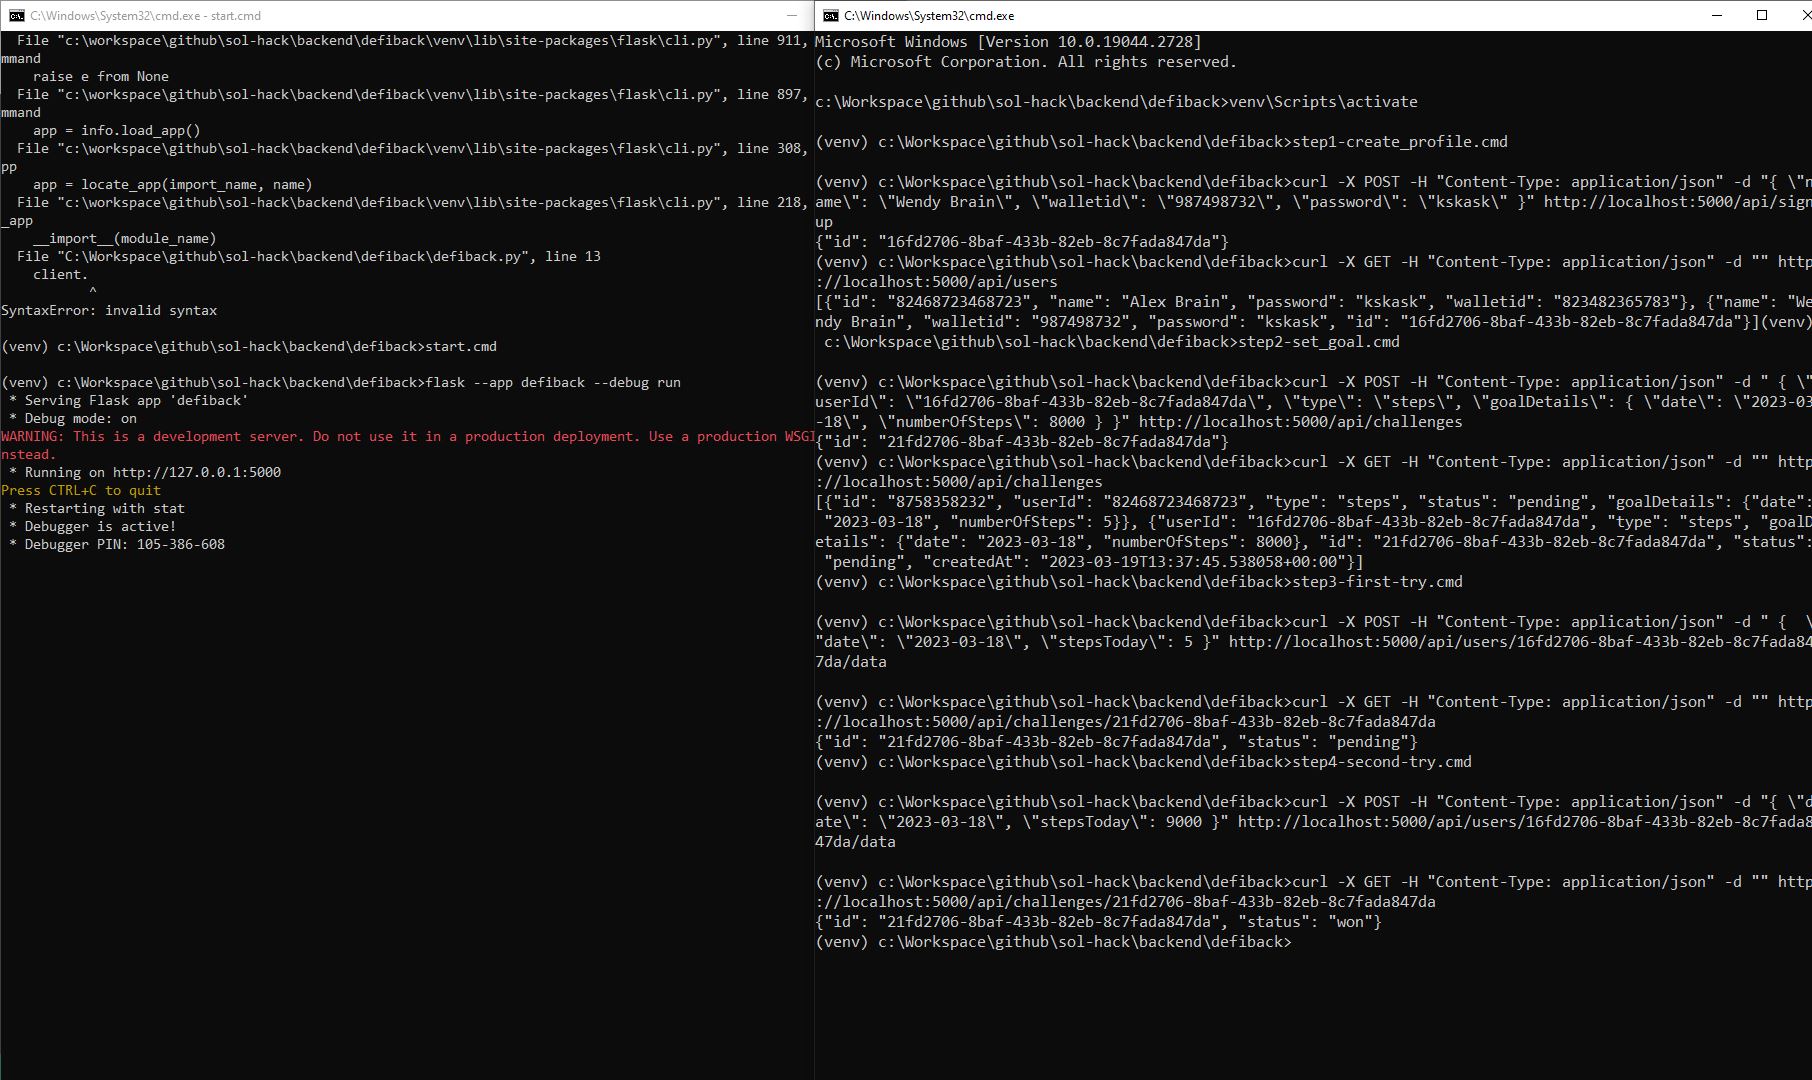 C:\Windows\System32\cmd.exe - start.cmd
  File "c:\workspace\github\sol-hack\backend\defiback\venv\lib\site-packages\flask\cli.py", line 911,
mmand
    raise e from None
  File "c:\workspace\github\sol-hack\backend\defiback\venv\lib\site-packages\flask\cli.py", line 897,
mmand
    app = info.load_app()
  File "c:\workspace\github\sol-hack\backend\defiback\venv\lib\site-packages\flask\cli.py", line 308,
pp
    app = locate_app(import_name, name)
  File "c:\workspace\github\sol-hack\backend\defiback\venv\lib\site-packages\flask\cli.py", line 218,
_app
    __import__(module_name)
  File "C:\Workspace\github\sol-hack\backend\defiback\defiback.py", line 13
    client.
           ^
SyntaxError: invalid syntax
(venv) c:\Workspace\github\sol-hack\backend\defiback>start.cmd
(venv) c:\Workspace\github\sol-hack\backend\defiback>flask --app defiback --debug run
 * Serving Flask app 'defiback'
 * Debug mode: on
WARNING: This is a development server. Do not use it in a production deployment. Use a production WSGI
nstead.
 * Running on http://127.0.0.1:5000
Press CTRL+C to quit
 * Restarting with stat
 * Debugger is active!
 * Debugger PIN: 105-386-608
C:\Windows\System32\cmd.exe
Microsoft Windows [Version 10.0.19044.2728]
(c) Microsoft Corporation. All rights reserved.
c:\Workspace\github\sol-hack\backend\defiback>venv\Scripts\activate
(venv) c:\Workspace\github\sol-hack\backend\defiback>step1-create_profile.cmd
(venv) c:\Workspace\github\sol-hack\backend\defiback>curl -X POST -H "Content-Type: application/json" -d "{ \"n
ame\": \"Wendy Brain\", \"walletid\": \"987498732\", \"password\": \"kskask\" }" http://localhost:5000/api/sign
up
{"id": "16fd2706-8baf-433b-82eb-8c7fada847da"}
(venv) c:\Workspace\github\sol-hack\backend\defiback>curl -X GET -H "Content-Type: application/json" -d "" http
://localhost:5000/api/users
[{"id": "82468723468723", "name": "Alex Brain", "password": "kskask", "walletid": "823482365783"}, {"name": "We
ndy Brain", "walletid": "987498732", "password": "kskask", "id": "16fd2706-8baf-433b-82eb-8c7fada847da"}](venv)
 c:\Workspace\github\sol-hack\backend\defiback>step2-set_goal.cmd
(venv) c:\Workspace\github\sol-hack\backend\defiback>curl -X POST -H "Content-Type: application/json" -d " { \"
userId\": \"16fd2706-8baf-433b-82eb-8c7fada847da\", \"type\": \"steps\", \"goalDetails\": { \"date\": \"2023-03
-18\", \"numberOfSteps\": 8000 } }" http://localhost:5000/api/challenges
{"id": "21fd2706-8baf-433b-82eb-8c7fada847da"}
(venv) c:\Workspace\github\sol-hack\backend\defiback>curl -X GET -H "Content-Type: application/json" -d "" http
://localhost:5000/api/challenges
[{"id": "8758358232", "userId": "82468723468723", "type": "steps", "status": "pending", "goalDetails": {"date":
 "2023-03-18", "numberOfSteps": 5}}, {"userId": "16fd2706-8baf-433b-82eb-8c7fada847da", "type": "steps", "goalD
etails": {"date": "2023-03-18", "numberOfSteps": 8000}, "id": "21fd2706-8baf-433b-82eb-8c7fada847da", "status":
 "pending", "createdAt": "2023-03-19T13:37:45.538058+00:00"}]
(venv) c:\Workspace\github\sol-hack\backend\defiback>step3-first-try.cmd
(venv) c:\Workspace\github\sol-hack\backend\defiback>curl -X POST -H "Content-Type: application/json" -d " {  \
"date\": \"2023-03-18\", \"stepsToday\": 5 }" http://localhost:5000/api/users/16fd2706-8baf-433b-82eb-8c7fada84
7da/data
(venv) c:\Workspace\github\sol-hack\backend\defiback>curl -X GET -H "Content-Type: application/json" -d "" http
://localhost:5000/api/challenges/21fd2706-8baf-433b-82eb-8c7fada847da
{"id": "21fd2706-8baf-433b-82eb-8c7fada847da", "status": "pending"}
(venv) c:\Workspace\github\sol-hack\backend\defiback>step4-second-try.cmd
(venv) c:\Workspace\github\sol-hack\backend\defiback>curl -X POST -H "Content-Type: application/json" -d "{ \"d
ate\": \"2023-03-18\", \"stepsToday\": 9000 }" http://localhost:5000/api/users/16fd2706-8baf-433b-82eb-8c7fada8
47da/data
(venv) c:\Workspace\github\sol-hack\backend\defiback>curl -X GET -H "Content-Type: application/json" -d "" http
://localhost:5000/api/challenges/21fd2706-8baf-433b-82eb-8c7fada847da
{"id": "21fd2706-8baf-433b-82eb-8c7fada847da", "status": "won"}
(venv) c:\Workspace\github\sol-hack\backend\defiback>